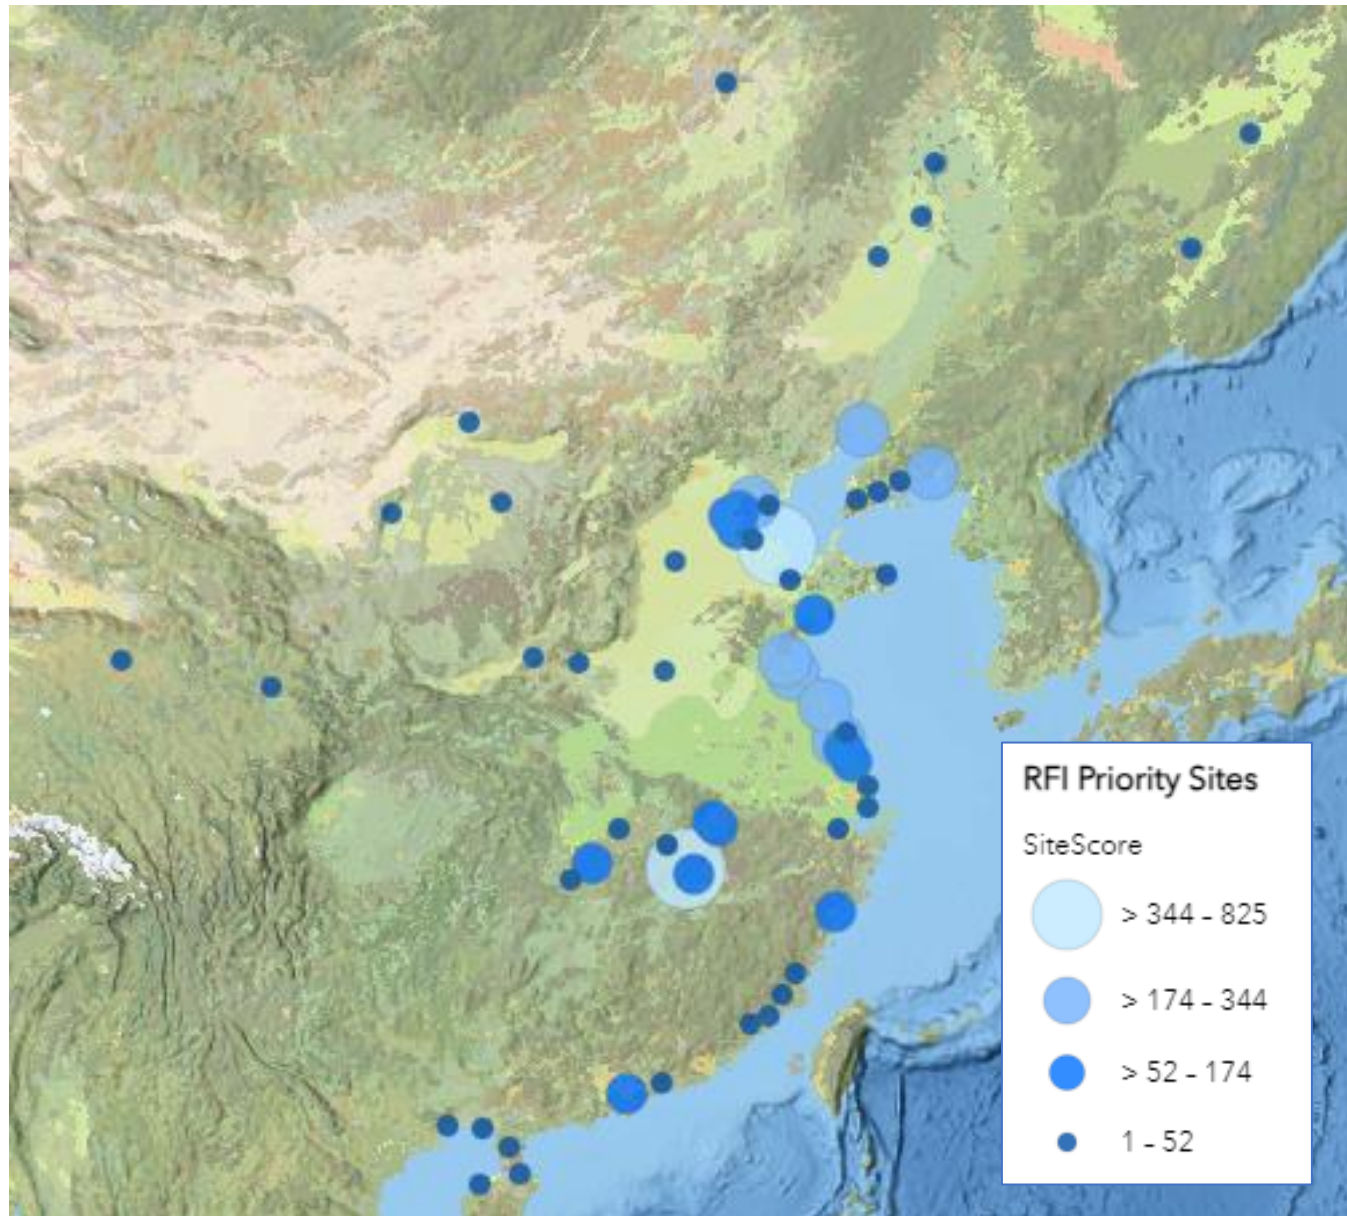 RFI Priority Sites
SiteScore
> 344 - 825
> 174 - 344
> 52 - 174
1 - 52